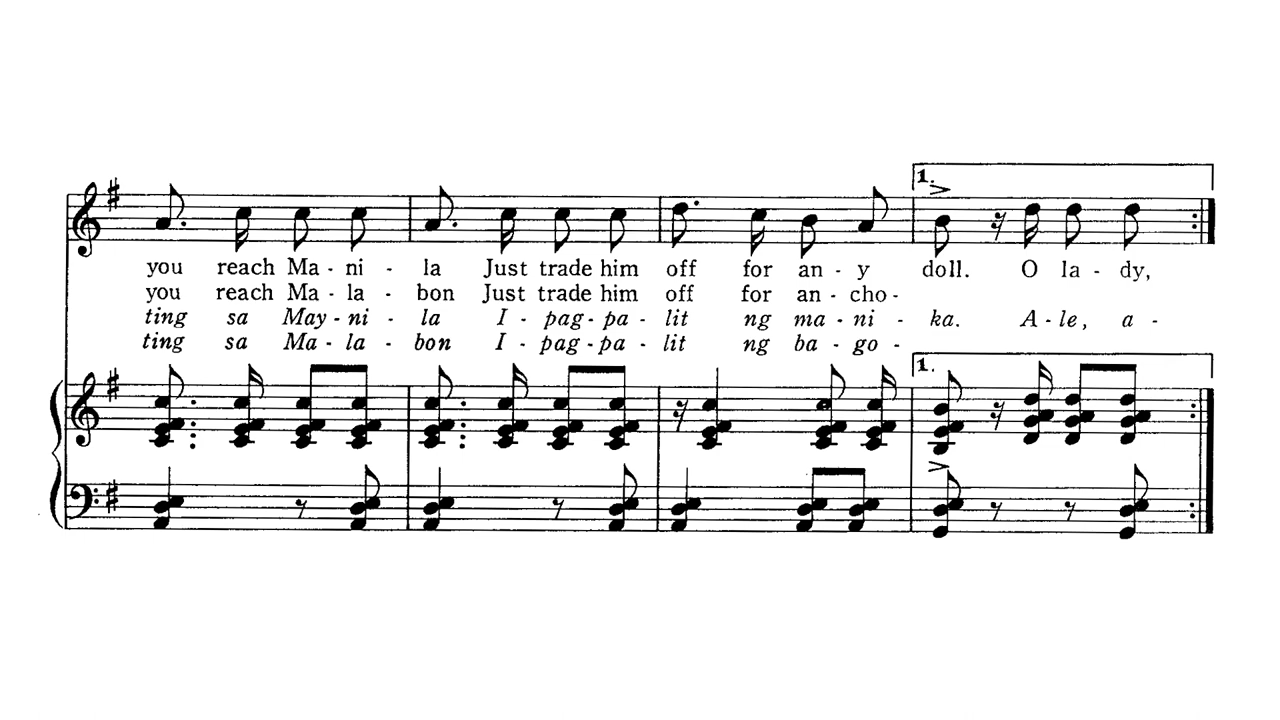 1.
you reach Ma - ni - la Just trade him off for an - y doll. O la - dy,
you reach Ma - la - bon Just trade him off for an - cho -
ting sa May - ni - la I - pag - pa - lit ng ma - ni - ka. A - le, a -
ting sa Ma - la - bon I - pag - pa - lit ng ba - go -
1.